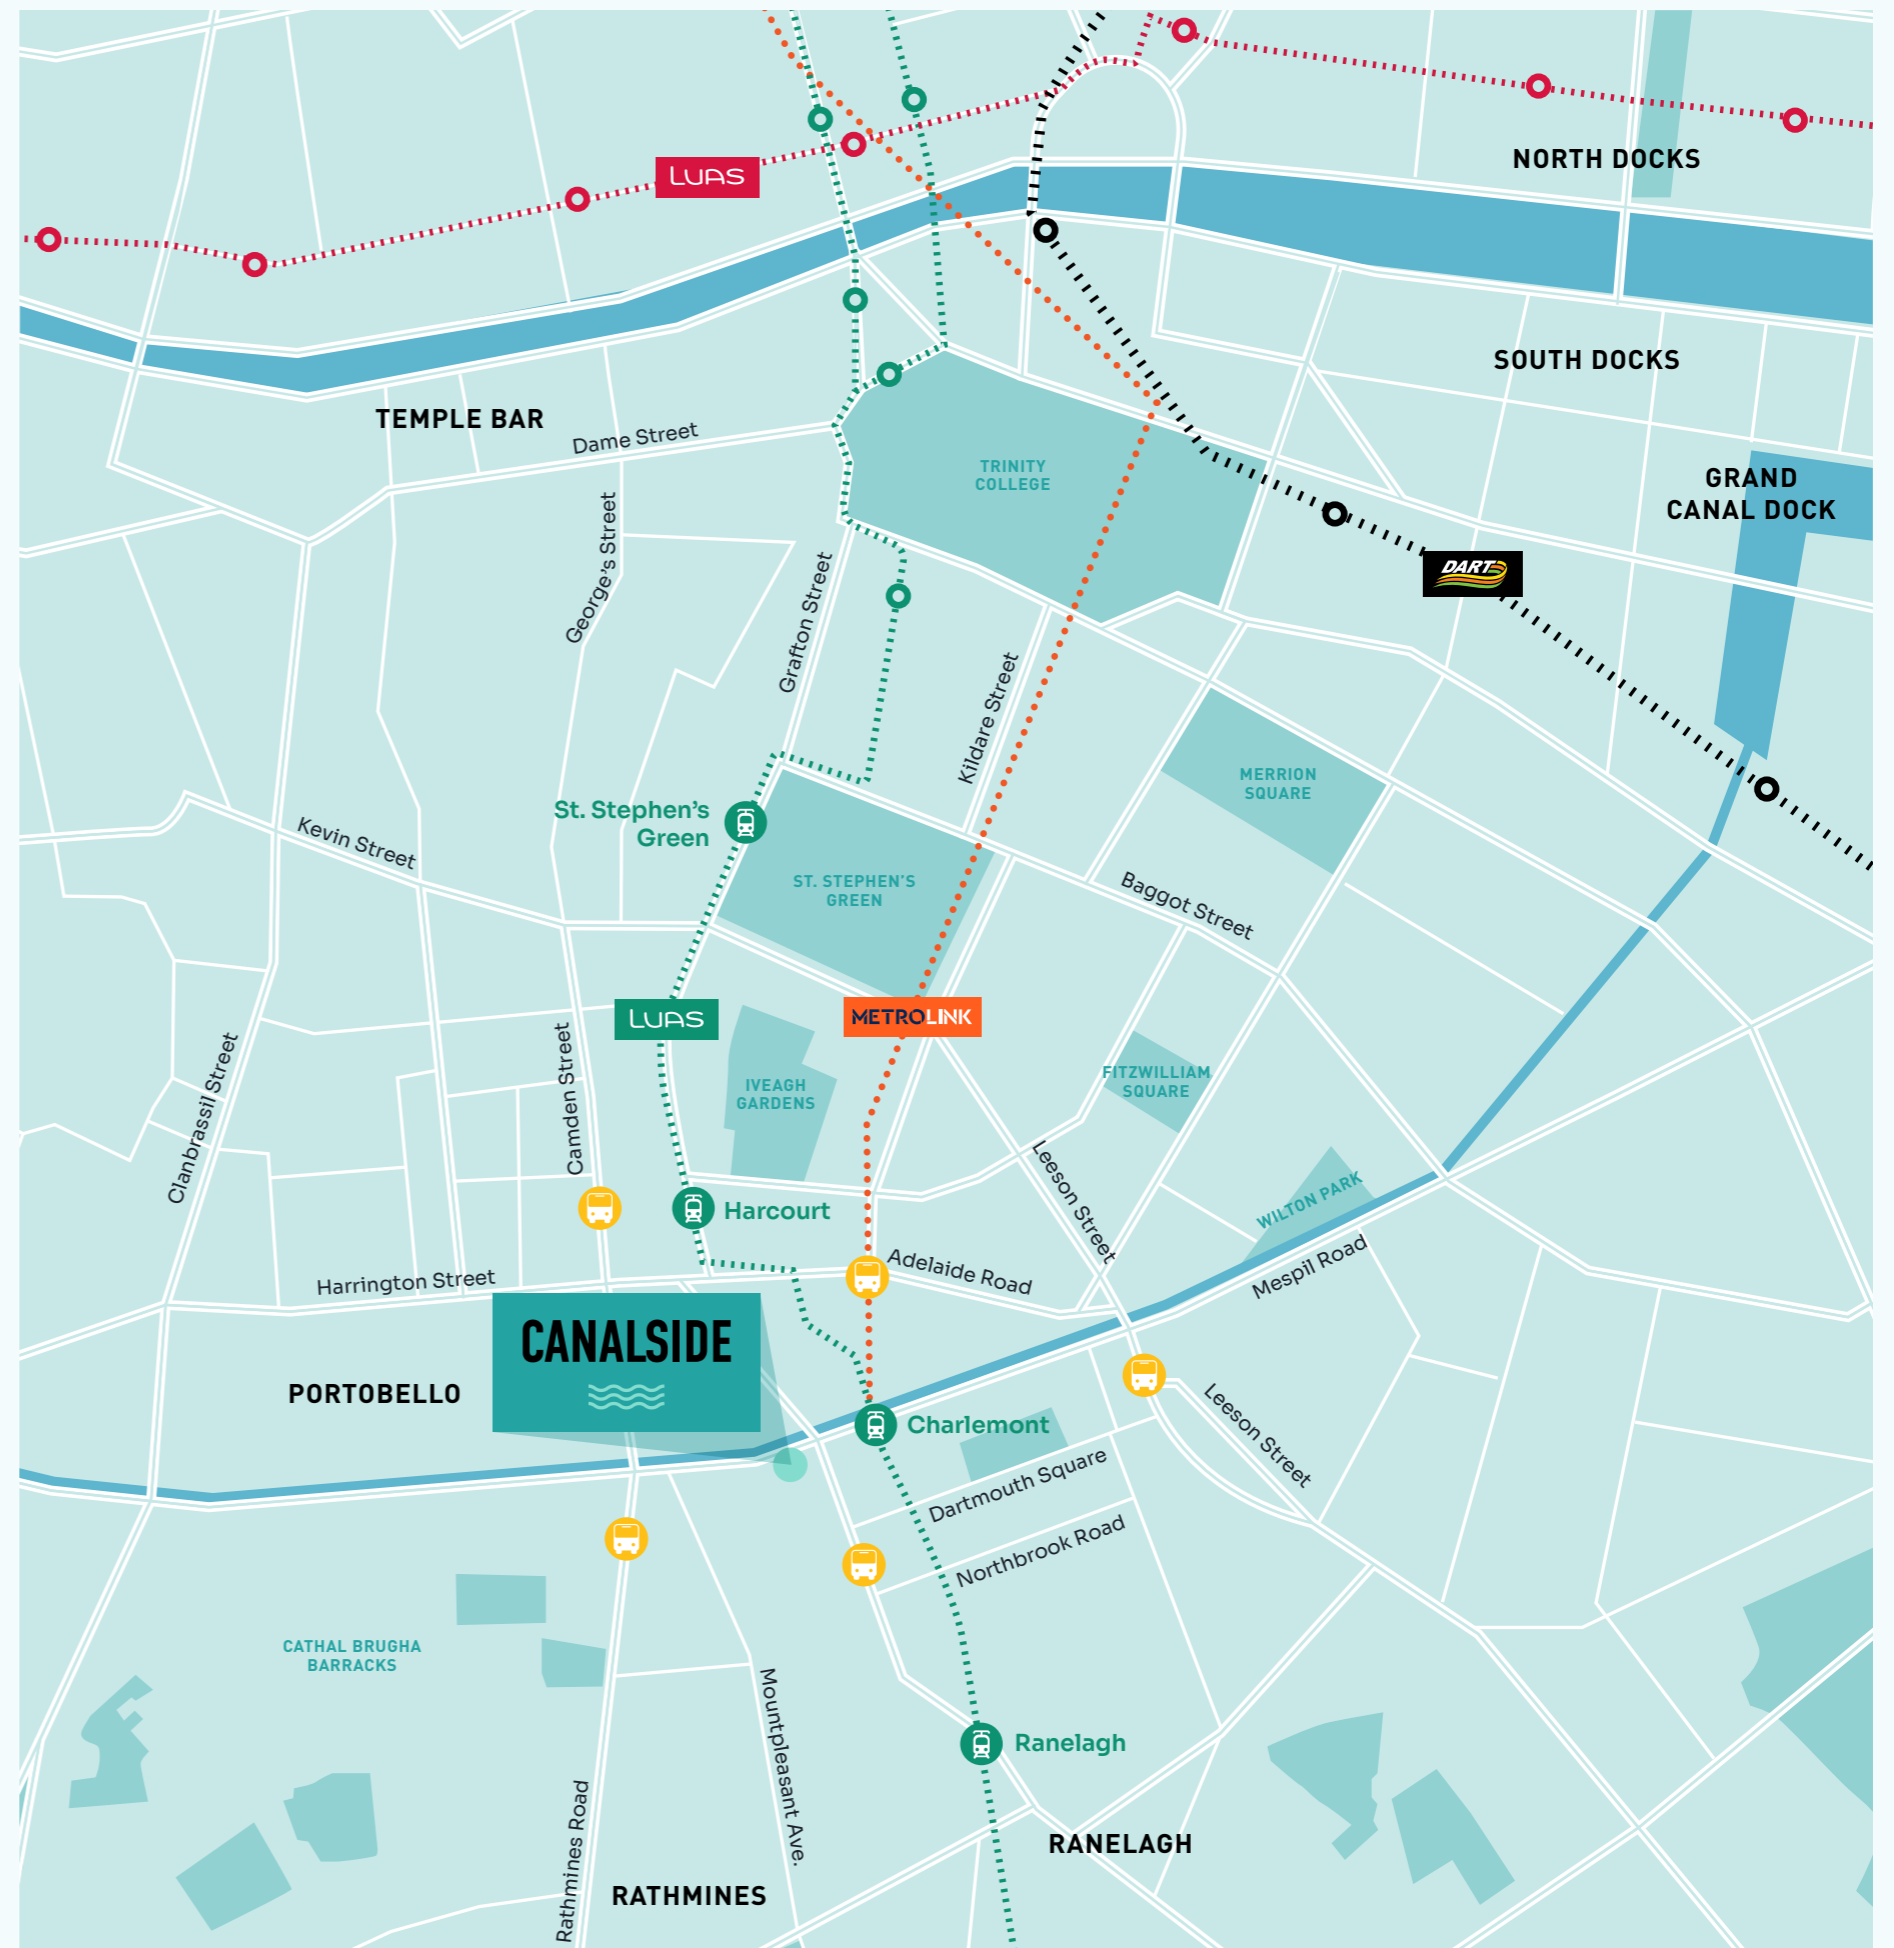 NORTH DOCKS
LUAS
SOUTH DOCKS
TEMPLE BAR
Dame Street
TRINITY
COLLEGE
GRAND
CANAL DOCK
George's Street
DART
Grafton Street
Kildare Street
MERRION
SQUARE
St. Stephen's
Green
Kevin Street
ST. STEPHEN'S
GREEN
Baggot Street
LUAS
METROLINK
Camden Street
Clanbrassil Street
IVEAGH
GARDENS
FITZWILLIAM
SQUARE
Leeson Street
WILTON PARK
Harcourt
Adelaide Road
Mespil Road
Harrington Street
CANALSIDE
PORTOBELLO
Charlemont
Leeson Street
Dartmouth Square
Northbrook Road
CATHAL BRUGHA
BARRACKS
Mountpleasant Ave.
Ranelagh
Rathmines Road
RANELAGH
RATHMINES